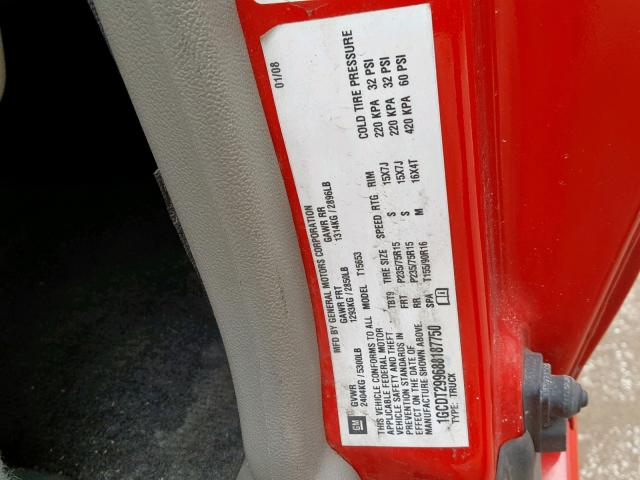 MFD BY GENERAL MOTORS CORPORATION 01/08
GM GVWR GAWR FRT GAWR RR
2404KG / 5300LB 1293KG / 2850LB 1314KG / 2896LB
THIS VEHICLE CONFORMS TO ALL MODEL T15653
APPLICABLE FEDERAL MOTOR
VEHICLE SAFETY AND THEFT
PREVENTION STANDARDS IN
EFFECT ON THE DATE OF
MANUFACTURE SHOWN ABOVE.
TBT9 TIRE SIZE SPEED RTG RIM COLD TIRE PRESSURE
FRT P235/75R15 S 15X7J 220 KPA 32 PSI
RR P235/75R15 S 15X7J 220 KPA 32 PSI
SPA T155/90R16 M 16X4T 420 KPA 60 PSI
1GCDT299688187750
TYPE: TRUCK